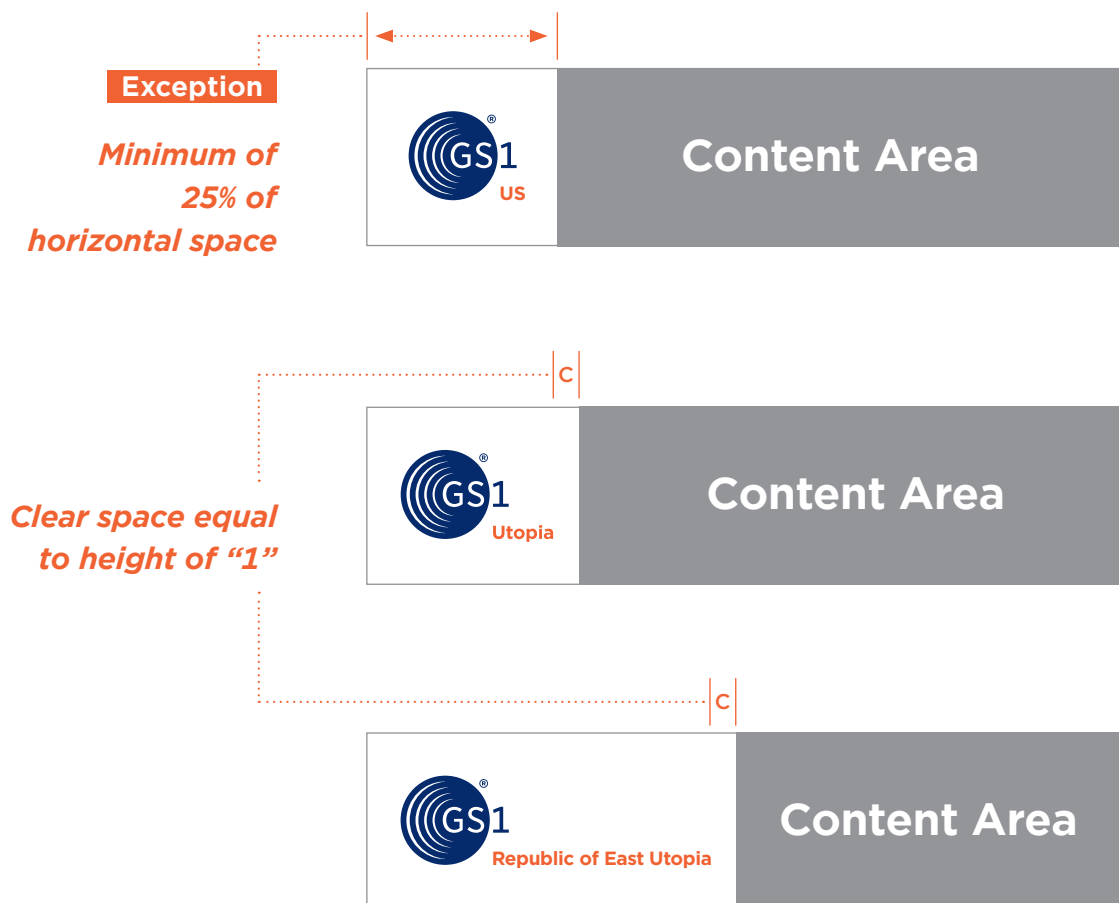 Exception
Minimum of
25% of
horizontal space
®
GS1
US
Content Area
C
Clear space equal
to height of “1”
®
GS1
Utopia
Content Area
C
®
GS1
Republic of East Utopia
Content Area